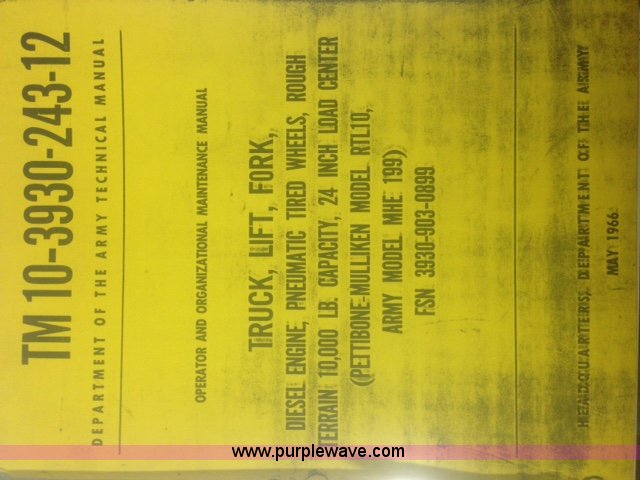 TM 10-3930-243-12
DEPARTMENT OF THE ARMY TECHNICAL MANUAL
OPERATOR AND ORGANIZATIONAL MAINTENANCE MANUAL
TRUCK, LIFT, FORK,
DIESEL ENGINE, PNEUMATIC TIRED WHEELS, ROUGH
TERRAIN 10,000 LB. CAPACITY, 24 INCH LOAD CENTER
(PETTIBONE-MULLIKEN MODEL RTL10,
ARMY MODEL MHE 199)
FSN 3930-903-0899
HEADQUARTERS, DEPARTMENT OF THE ARMY
MAY 1966
www.purplewave.com